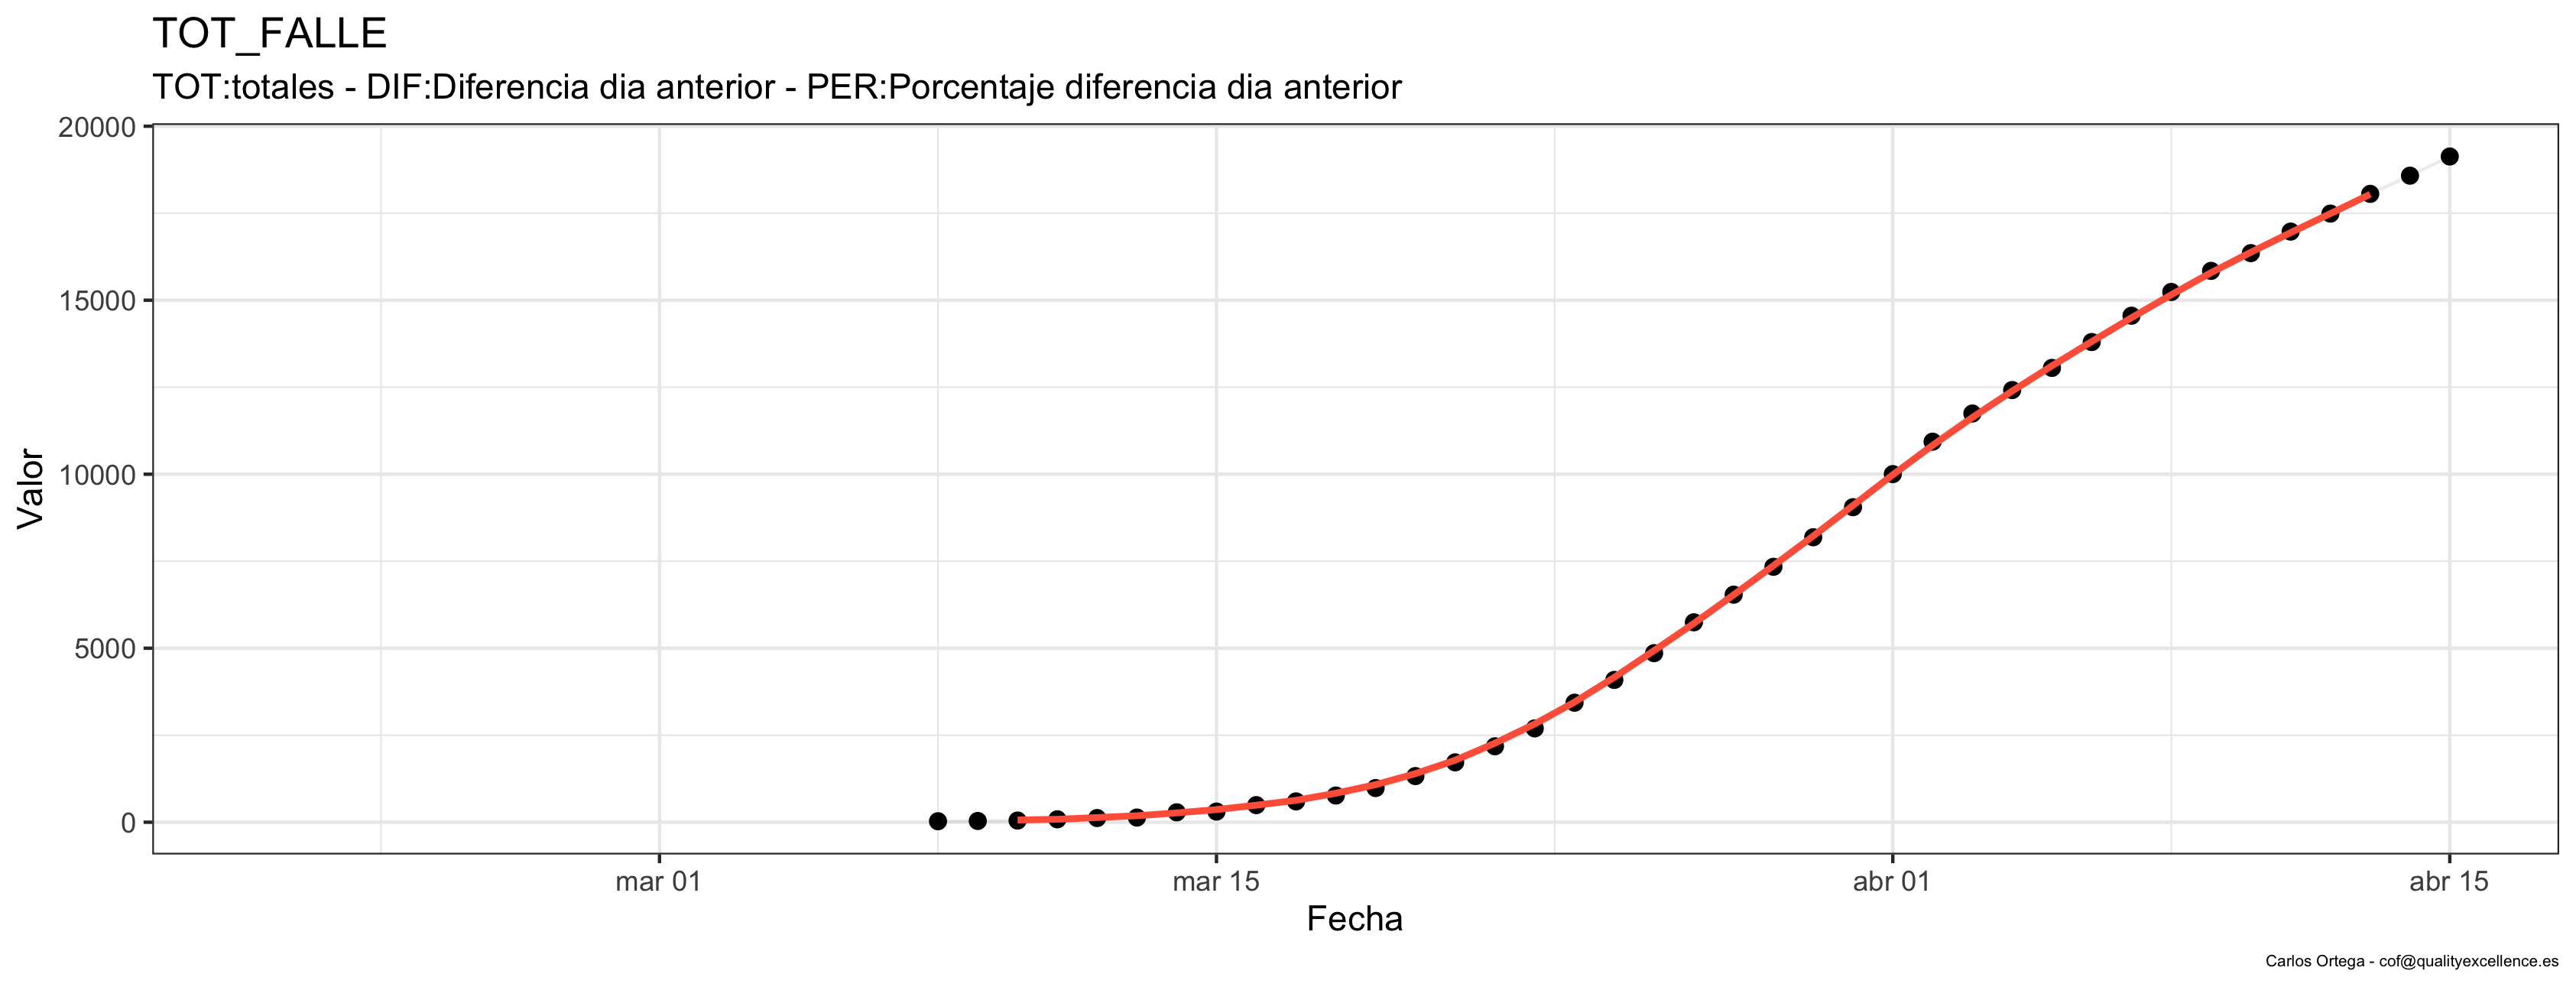 TOT_FALLE
TOT:totales - DIF:Diferencia dia anterior - PER:Porcentaje diferencia dia anterior
20000
15000
10000
5000
0
Valor
mar 01 mar 15 abr 01 abr 15
Fecha
Carlos Ortega - cof@qualityexcellence.es